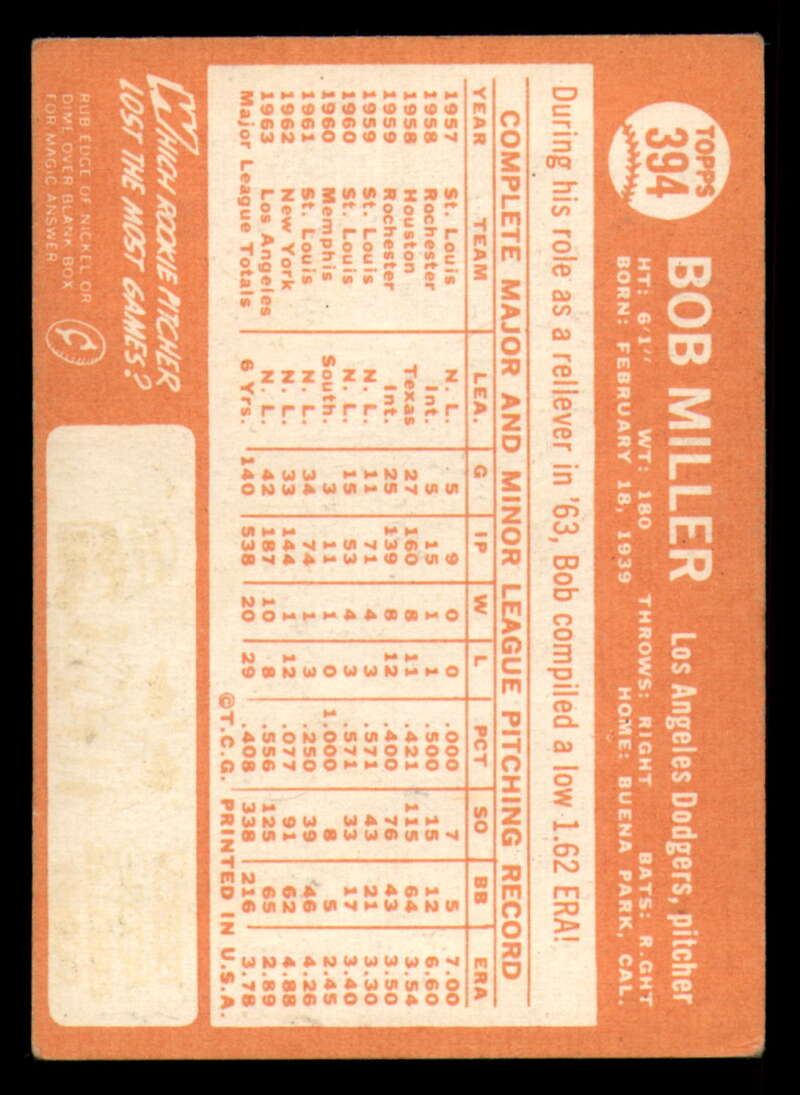 TOPPS
394
BOB MILLER Los Angeles Dodgers, pitcher
HT: 6'1" WT: 180 THROWS: RIGHT BATS: R.GHT
BORN: FEBRUARY 18, 1939 HOME: BUENA PARK, CAL.
During his role as a reliever in '63, Bob compiled a low 1.62 ERA!
COMPLETE MAJOR AND MINOR LEAGUE PITCHING RECORD
YEAR TEAM LEA. G IP W L PCT SO BB ERA
1957 St. Louis N. L. 5 9 0 0 .000 7 5 7.00
1958 Rochester Int. 5 15 1 1 .500 15 12 6.60
1958 Houston Texas 27 160 8 11 .421 115 64 3.54
1959 Rochester Int. 25 139 8 12 .400 76 43 3.50
1959 St. Louis N. L. 11 71 4 3 .571 43 21 3.30
1960 St. Louis N. L. 15 53 4 3 .571 33 17 3.40
1960 Memphis South. 3 11 1 0 1.000 8 5 2.45
1961 St. Louis N. L. 34 74 1 3 .250 39 46 4.26
1962 New York N. L. 33 144 1 12 .077 91 62 4.88
1963 Los Angeles N. L. 42 187 10 8 .556 125 65 2.89
Major League Totals 6 Yrs. 140 538 20 29 .408 338 216 3.78
©T.C.G. PRINTED IN U.S.A.
WHICH ROOKIE PITCHER
LOST THE MOST GAMES?
RUB EDGE OF NICKEL OR
DIME OVER BLANK BOX
FOR MAGIC ANSWER